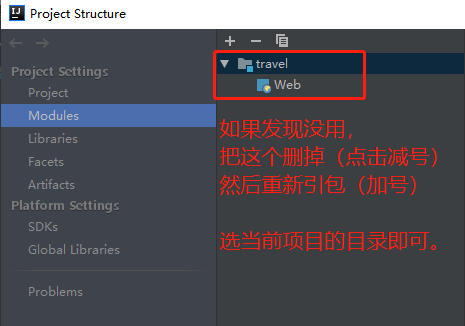 Project Structure
Project Settings
Project
Modules
Libraries
Facets
Artifacts
Platform Settings
SDKs
Global Libraries
Problems
travel
Web
如果发现没用，
把这个删掉（点击减号）
然后重新引包（加号）
选当前项目的目录即可。